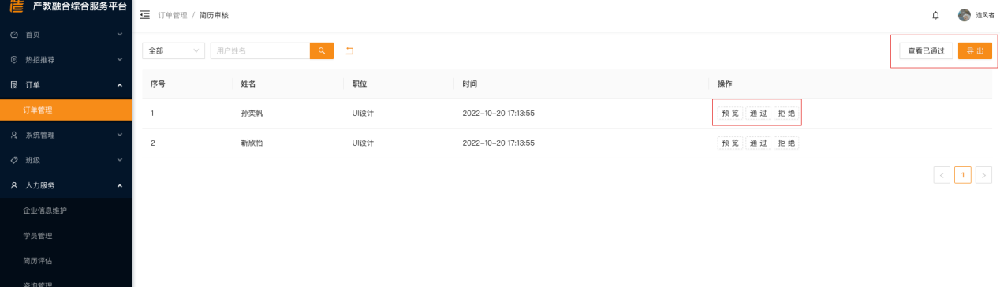 造 产教融合综合服务平台
首页
热招推荐
订单
订单管理
系统管理
班级
人力服务
企业信息维护
学员管理
简历评估
咨询管理
订单管理 / 简历审核
造风者
全部 用户姓名
查看已通过 导出
序号 姓名 职位 时间 操作
1 孙奕帆 UI设计 2022-10-20 17:13:55 预览 通过 拒绝
2 靳欣怡 UI设计 2022-10-20 17:13:55 预览 通过 拒绝
< 1 >